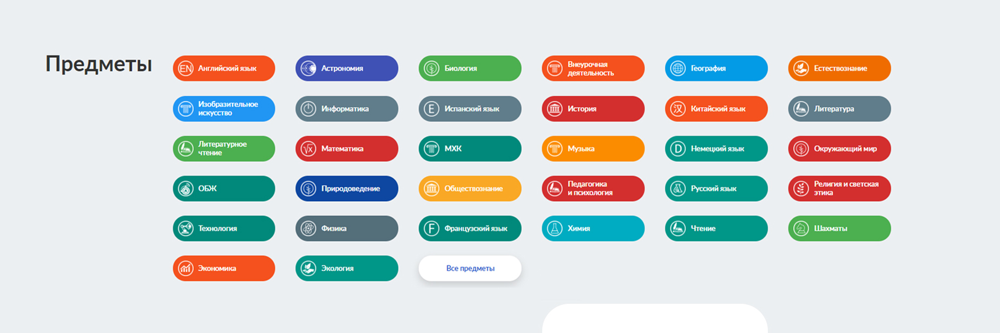 Предметы
EN Английский язык
Астрономия
Биология
Внеурочная
деятельность
География
Естествознание
Изобразительное
искусство
Информатика
E Испанский язык
История
汉 Китайский язык
Литература
Литературное
чтение
√x Математика
МХК
Музыка
D Немецкий язык
Окружающий мир
ОБЖ
Природоведение
Обществознание
Педагогика
и психология
Русский язык
Религия и светская
этика
Технология
Физика
F Французский язык
Химия
Чтение
Шахматы
Экономика
Экология
Все предметы